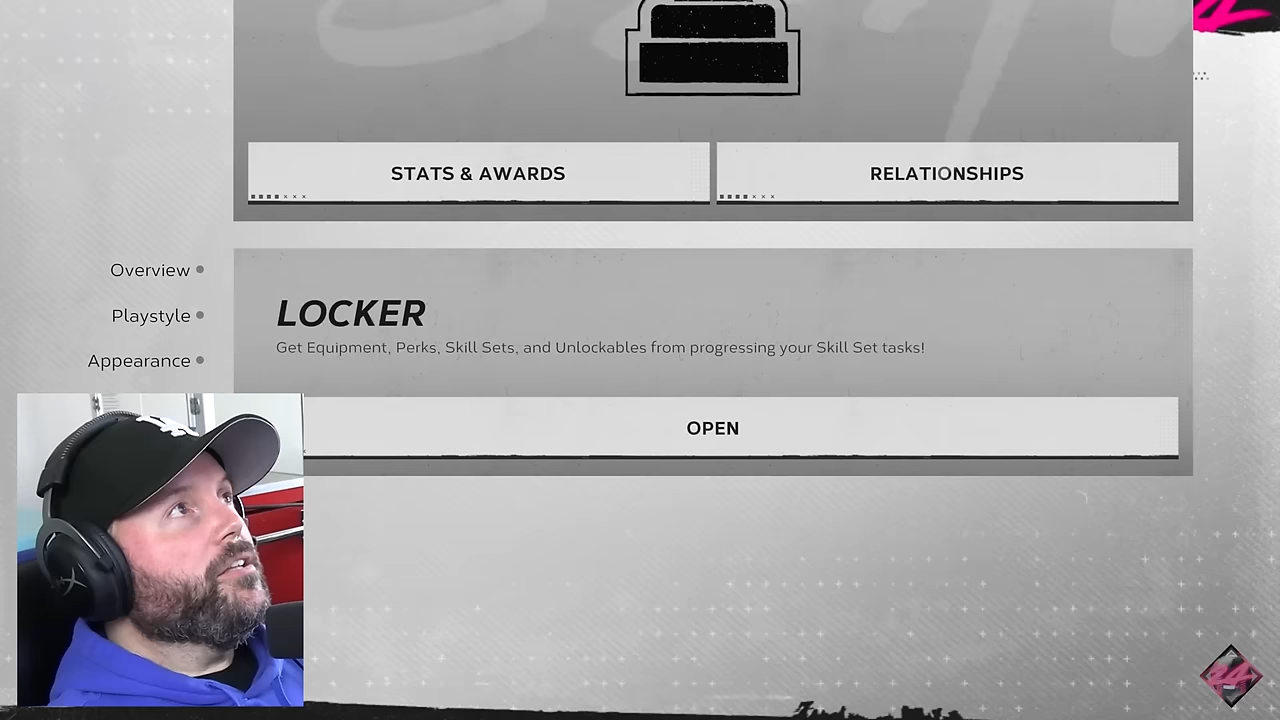 STATS & AWARDS
RELATIONSHIPS
Overview
Playstyle
Appearance
LOCKER
Get Equipment, Perks, Skill Sets, and Unlockables from progressing your Skill Set tasks!
OPEN
24